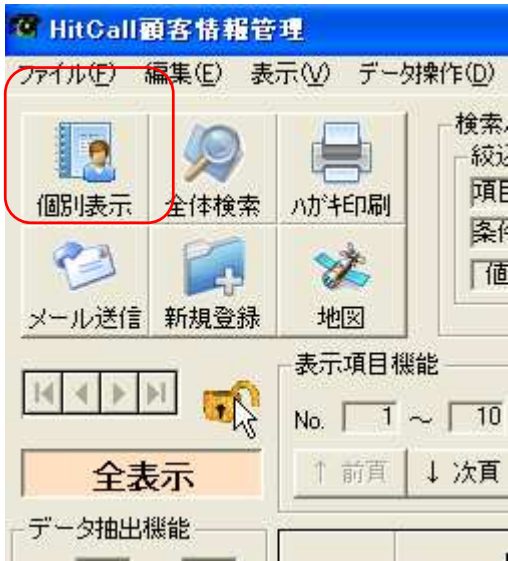 HitCall顧客情報管理
ファイル(F) 編集(E) 表示(V) データ操作(D)
個別表示 全体検索 ハガキ印刷
メール送信 新規登録 地図
検索
絞込
項目
条件
値
表示項目機能
No. 1 ～ 10
↑ 前頁 ↓ 次頁
全表示
データ抽出機能